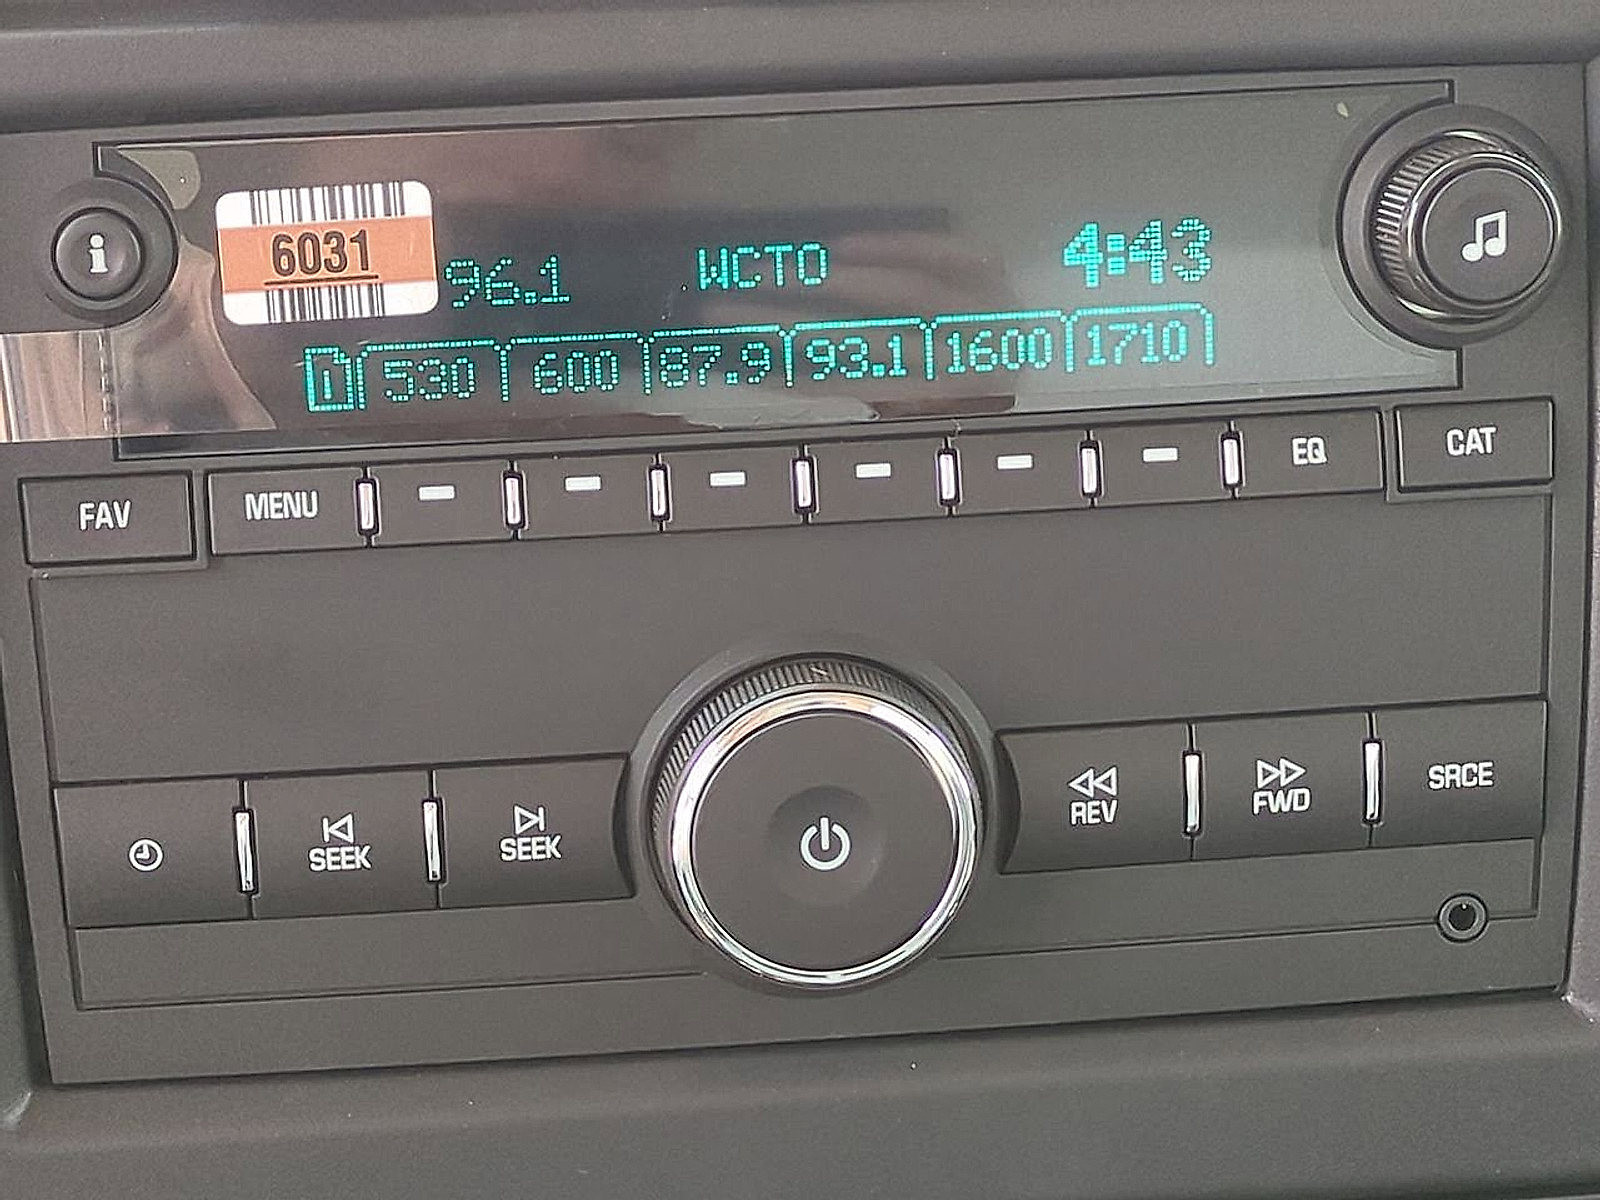 6031
96.1 WCTO 4:43
1 530 600 87.9 93.1 1600 1710
i
FAV MENU EQ CAT
SEEK SEEK REV FWD SRCE